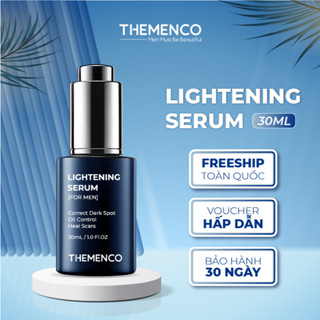 THEMENCO
Men Must Be Beautiful
LIGHTENING
SERUM 30ML
FREESHIP
TOÀN QUỐC
VOUCHER
HẤP DẪN
BẢO HÀNH
30 NGÀY
LIGHTENING
SERUM
[FOR MEN]
Correct Dark Spot
Oil Control
Heal Scars
30mL / 1.0 Fl.OZ
THEMENCO